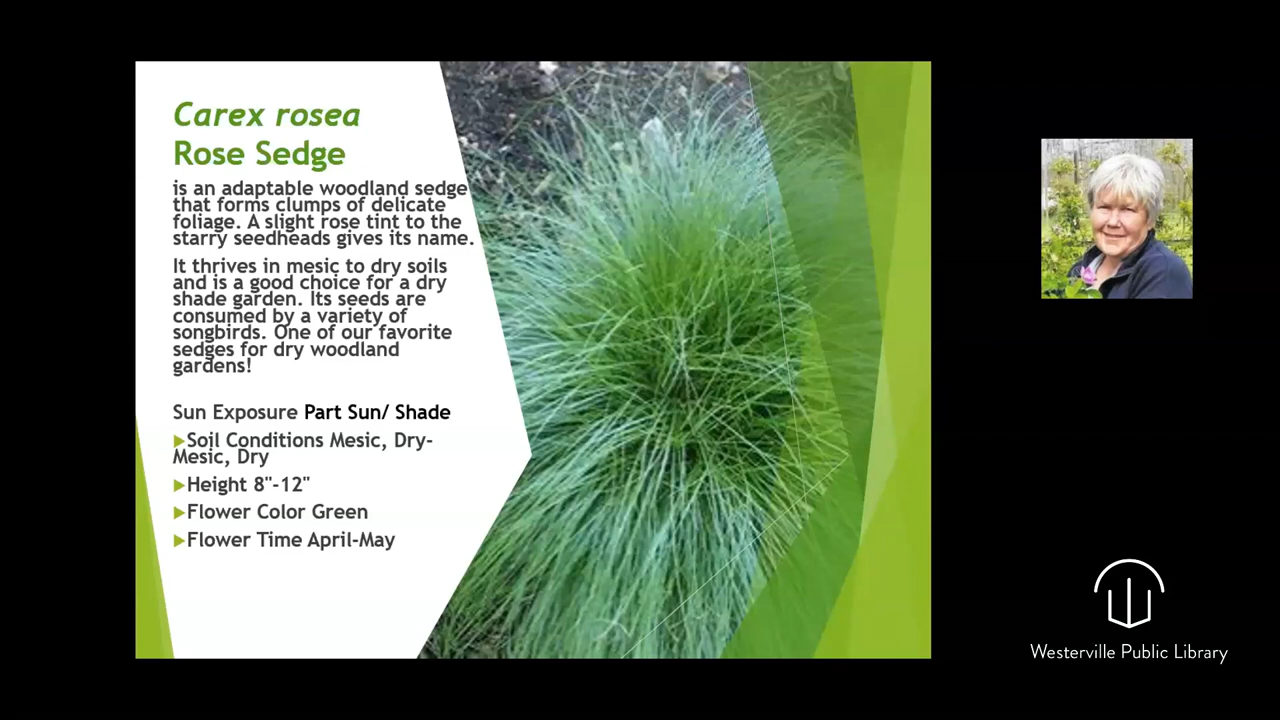 Carex rosea
Rose Sedge
is an adaptable woodland sedge
that forms clumps of delicate
foliage. A slight rose tint to the
starry seedheads gives its name.
It thrives in mesic to dry soils
and is a good choice for a dry
shade garden. Its seeds are
consumed by a variety of
songbirds. One of our favorite
sedges for dry woodland
gardens!
Sun Exposure Part Sun/ Shade
Soil Conditions Mesic, Dry-
Mesic, Dry
Height 8"-12"
Flower Color Green
Flower Time April-May
Westerville Public Library